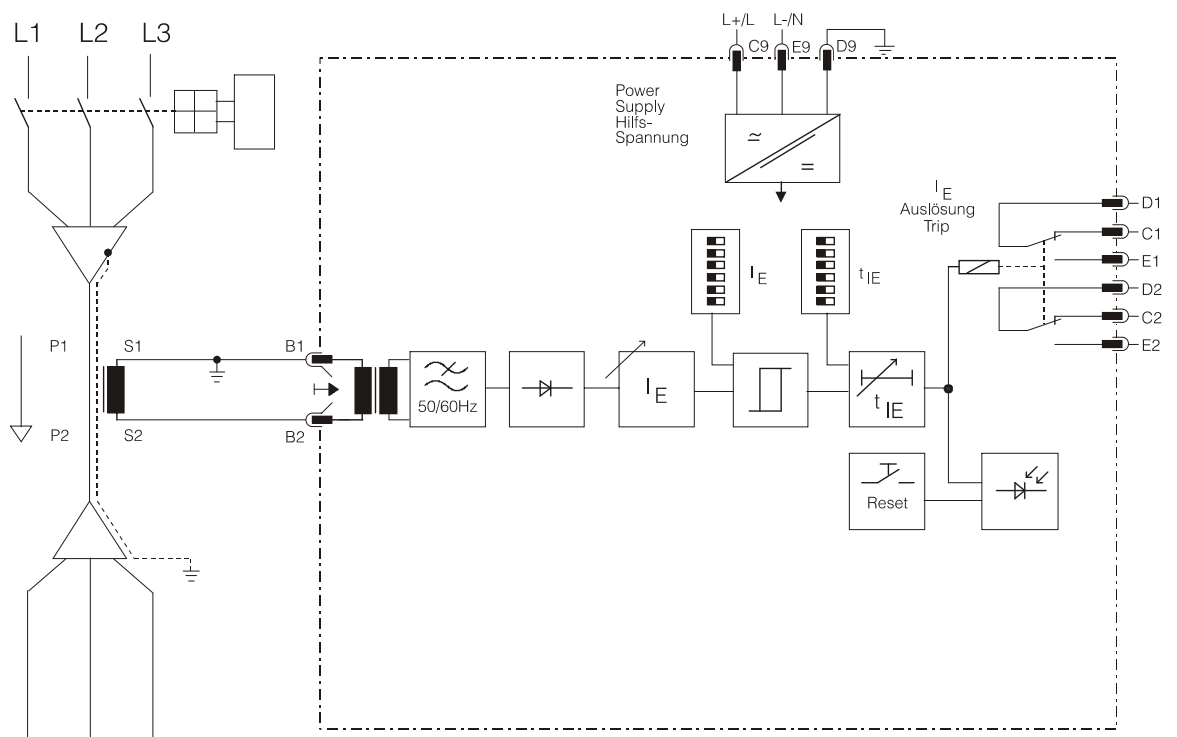 L1 L2 L3
L+/L L-/N
C9 E9 D9
Power
Supply
Hilfs-
Spannung
≃
=
I E
Auslösung
Trip
D1
C1
E1
D2
C2
E2
I E
t IE
P1 S1 B1
50/60Hz
I E
t IE
P2 S2 B2
Reset